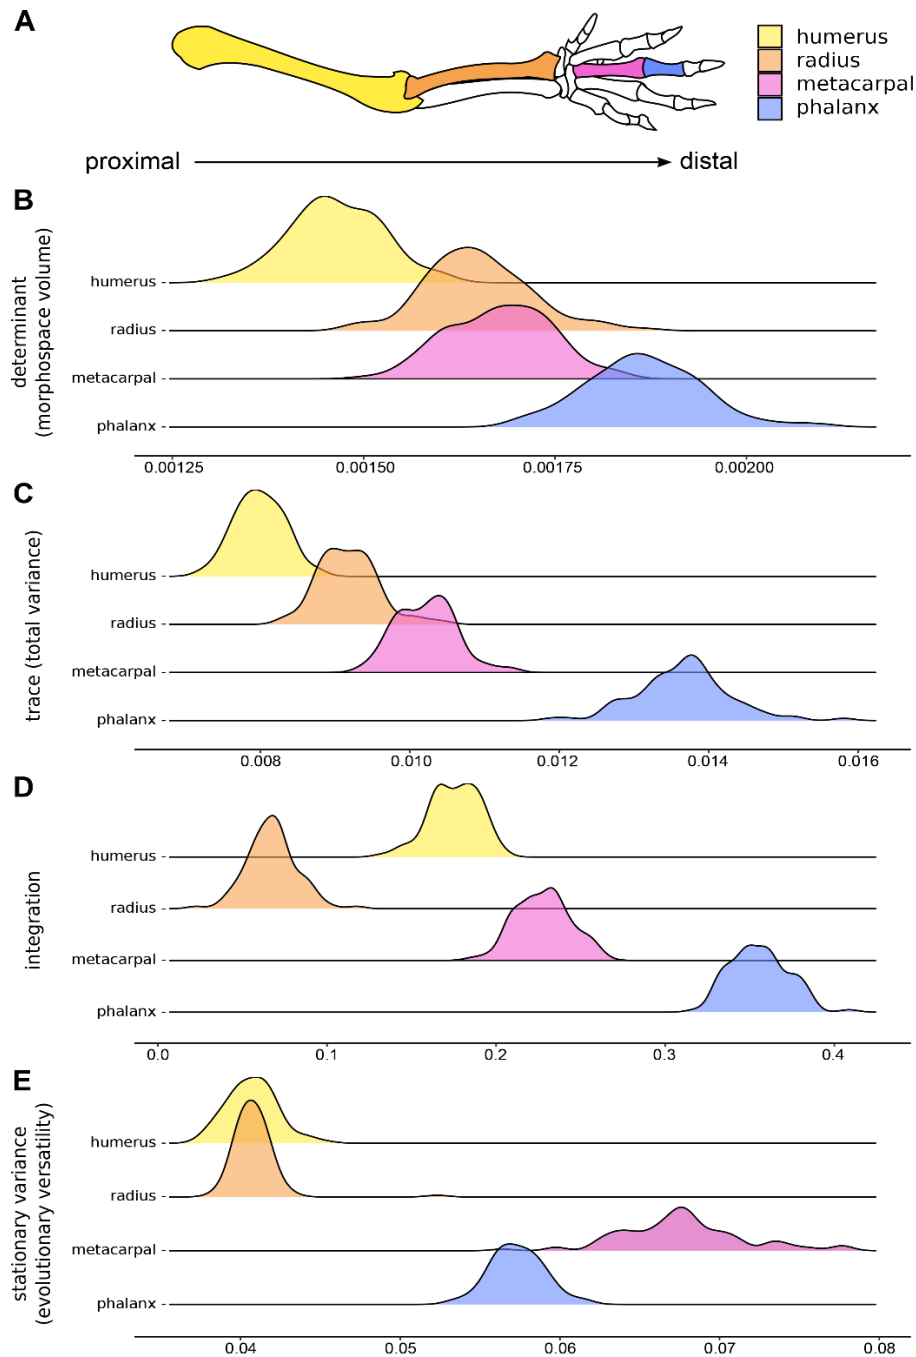 A
humerus
radius
metacarpal
phalanx
proximal
distal
B
determinant
(morphospace volume)
humerus
radius
metacarpal
phalanx
0.00125 0.00150 0.00175 0.00200
C
trace (total variance)
humerus
radius
metacarpal
phalanx
0.008 0.010 0.012 0.014 0.016
D
integration
humerus
radius
metacarpal
phalanx
0.0 0.1 0.2 0.3 0.4
E
stationary variance
(evolutionary versatility)
humerus
radius
metacarpal
phalanx
0.04 0.05 0.06 0.07 0.08